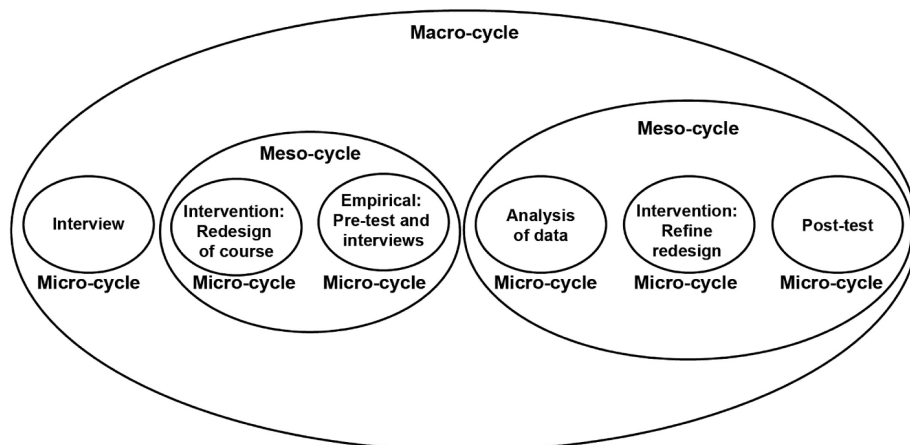 Macro-cycle
Meso-cycle
Meso-cycle
Interview
Micro-cycle
Intervention:
Redesign
of course
Micro-cycle
Empirical:
Pre-test and
interviews
Micro-cycle
Analysis
of data
Micro-cycle
Intervention:
Refine
redesign
Micro-cycle
Post-test
Micro-cycle